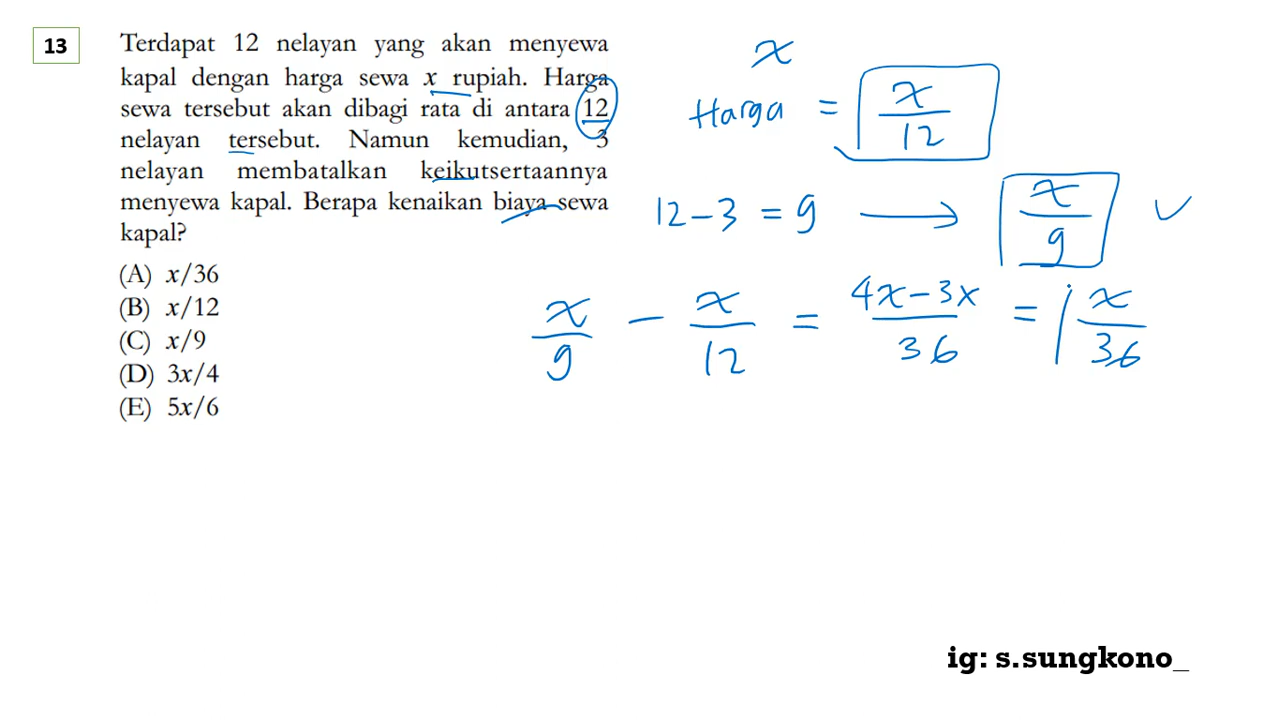 13
Terdapat 12 nelayan yang akan menyewa
kapal dengan harga sewa x rupiah. Harga
sewa tersebut akan dibagi rata di antara 12
nelayan tersebut. Namun kemudian, 3
nelayan membatalkan keikutsertaannya
menyewa kapal. Berapa kenaikan biaya sewa
kapal?
(A) x/36
(B) x/12
(C) x/9
(D) 3x/4
(E) 5x/6
x
Harga = x/12
12-3 = 9 → x/9 ✓
x/9 - x/12 = 4x-3x/36 = x/36
ig: s.sungkono_